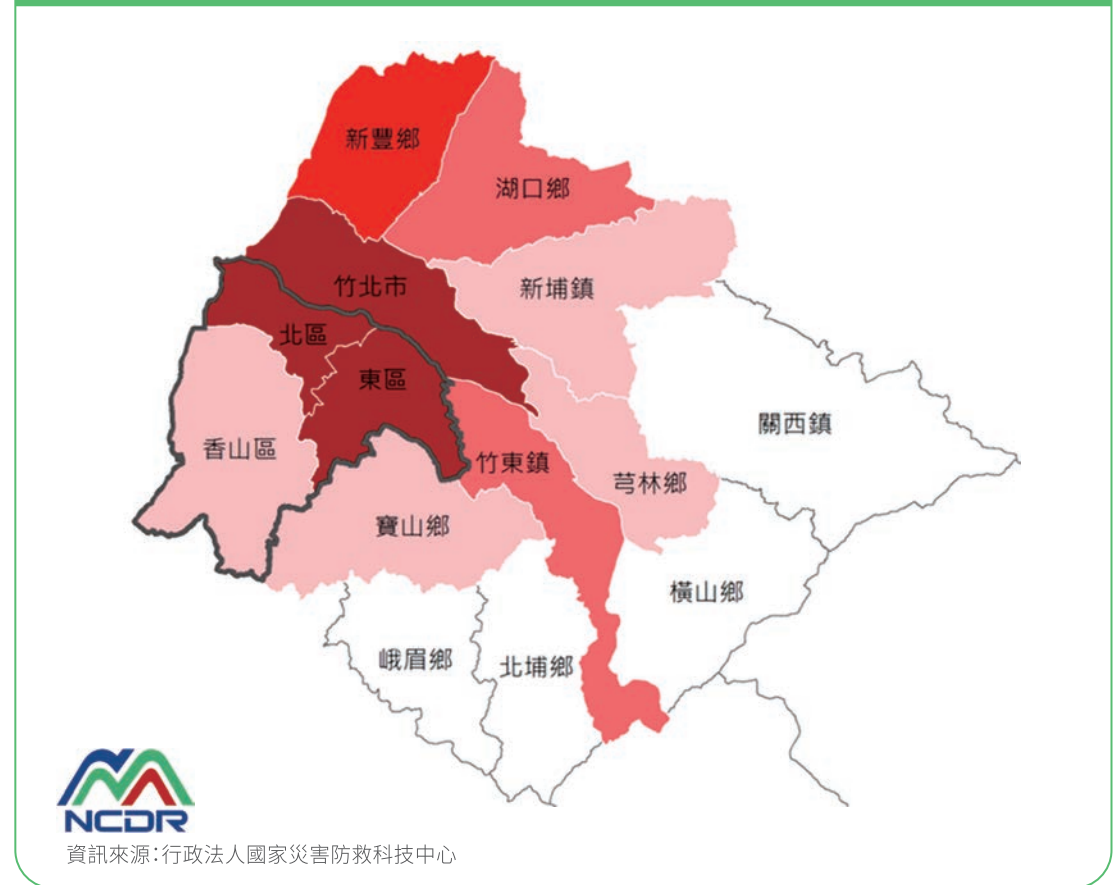 新豐鄉
湖口鄉
竹北市
新埔鎮
北區
東區
關西鎮
香山區
竹東鎮
芎林鄉
寶山鄉
橫山鄉
峨眉鄉
北埔鄉
NCDR
資訊來源:行政法人國家災害防救科技中心